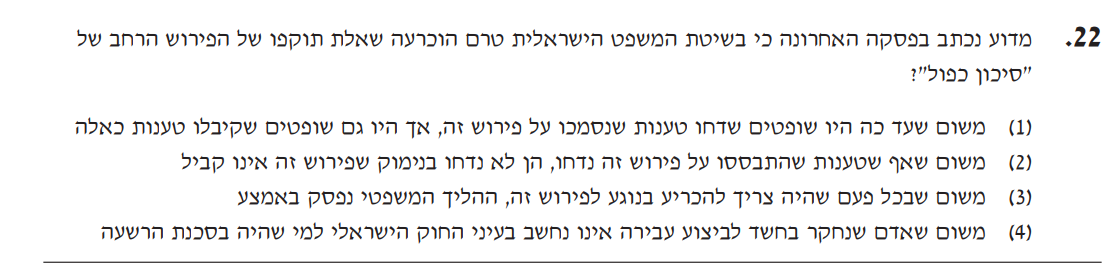 22. מדוע נכתב בפסקה האחרונה כי בשיטת המשפט הישראלית טרם הוכרעה שאלת תוקפו של הפירוש הרחב של
"סיכון כפול"?
(1) משום שעד כה היו שופטים שדחו טענות שנסמכו על פירוש זה, אך היו גם שופטים שקיבלו טענות כאלה
(2) משום שאף שטענות שהתבססו על פירוש זה נדחו, הן לא נדחו בנימוק שפירוש זה אינו קביל
(3) משום שבכל פעם שהיה צריך להכריע בנוגע לפירוש זה, ההליך המשפטי נפסק באמצע
(4) משום שאדם שנחקר בחשד לביצוע עבירה אינו נחשב בעיני החוק הישראלי למי שהיה בסכנת הרשעה